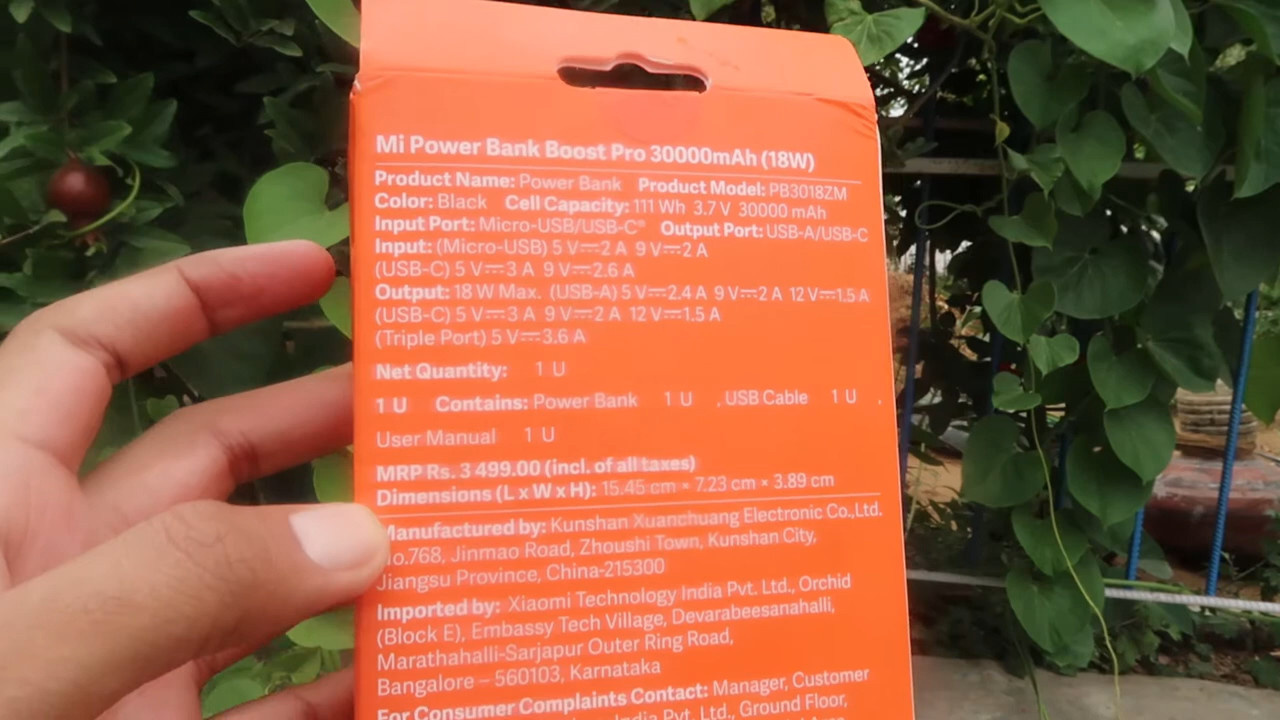 Mi Power Bank Boost Pro 30000mAh (18W)
Product Name: Power Bank Product Model: PB3018ZM
Color: Black Cell Capacity: 111 Wh 3.7 V 30000 mAh
Input Port: Micro-USB/USB-C® Output Port: USB-A/USB-C
Input: (Micro-USB) 5 V⎓2 A 9 V⎓2 A
(USB-C) 5 V⎓3 A 9 V⎓2.6 A
Output: 18 W Max. (USB-A) 5 V⎓2.4 A 9 V⎓2 A 12 V⎓1.5 A
(USB-C) 5 V⎓3 A 9 V⎓2 A 12 V⎓1.5 A
(Triple Port) 5 V⎓3.6 A
Net Quantity: 1 U
1 U Contains: Power Bank 1 U , USB Cable 1 U ,
User Manual 1 U
MRP Rs. 3 499.00 (incl. of all taxes)
Dimensions (L x W x H): 15.45 cm × 7.23 cm × 3.89 cm
Manufactured by: Kunshan Xuanchuang Electronic Co.,Ltd.
No.768, Jinmao Road, Zhoushi Town, Kunshan City,
Jiangsu Province, China-215300
Imported by: Xiaomi Technology India Pvt. Ltd., Orchid
(Block E), Embassy Tech Village, Devarabeesanahalli,
Marathahalli-Sarjapur Outer Ring Road,
Bangalore – 560103, Karnataka
For Consumer Complaints Contact: Manager, Customer
India Pvt. Ltd., Ground Floor,